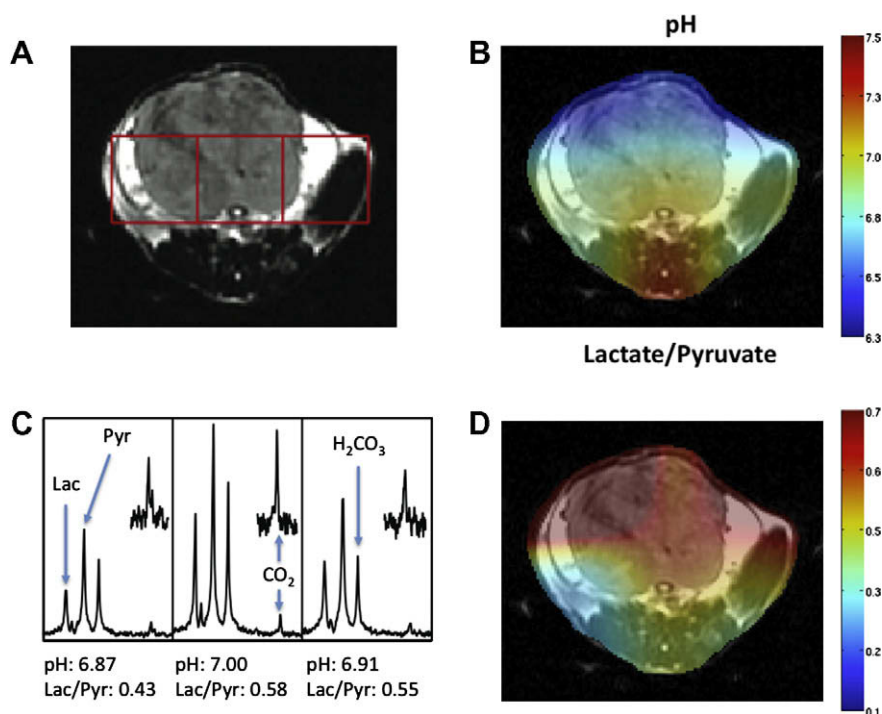 A
B
pH
7.5
7.3
7.0
6.8
6.5
6.3
Lactate/Pyruvate
C
Lac
Pyr
CO2
H2CO3
pH: 6.87
Lac/Pyr: 0.43
pH: 7.00
Lac/Pyr: 0.58
pH: 6.91
Lac/Pyr: 0.55
D
0.7
0.6
0.5
0.3
0.2
0.1